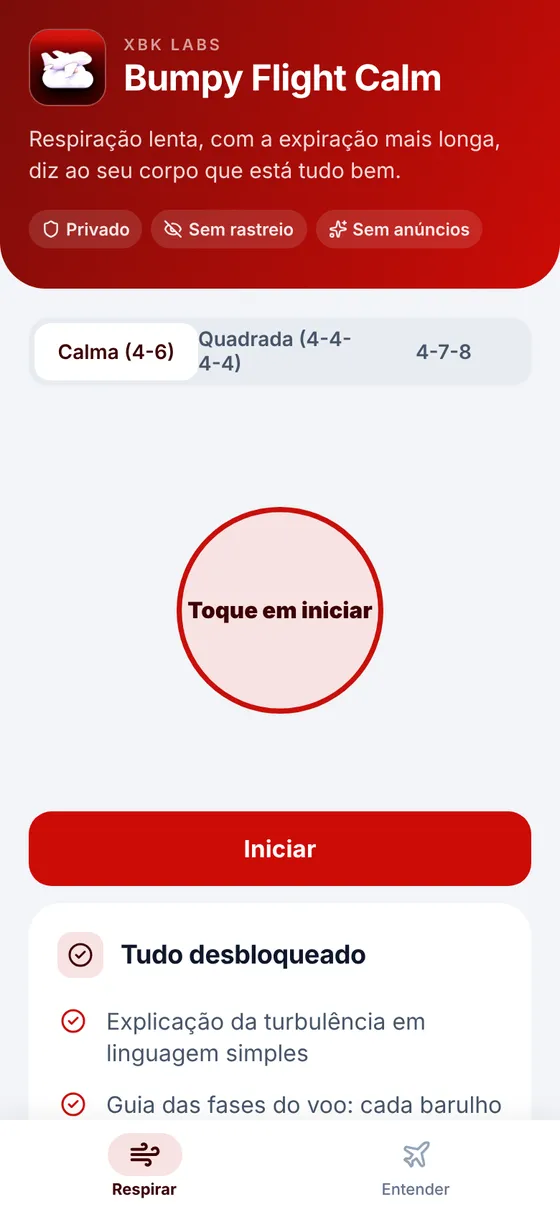 XBK LABS
Bumpy Flight Calm
Respiração lenta, com a expiração mais longa,
diz ao seu corpo que está tudo bem.
Privado
Sem rastreio
Sem anúncios
Calma (4-6)
Quadrada (4-4-
4-4)
4-7-8
Toque em iniciar
Iniciar
Tudo desbloqueado
Explicação da turbulência em
linguagem simples
Guia das fases do voo: cada barulho
Respirar
Entender